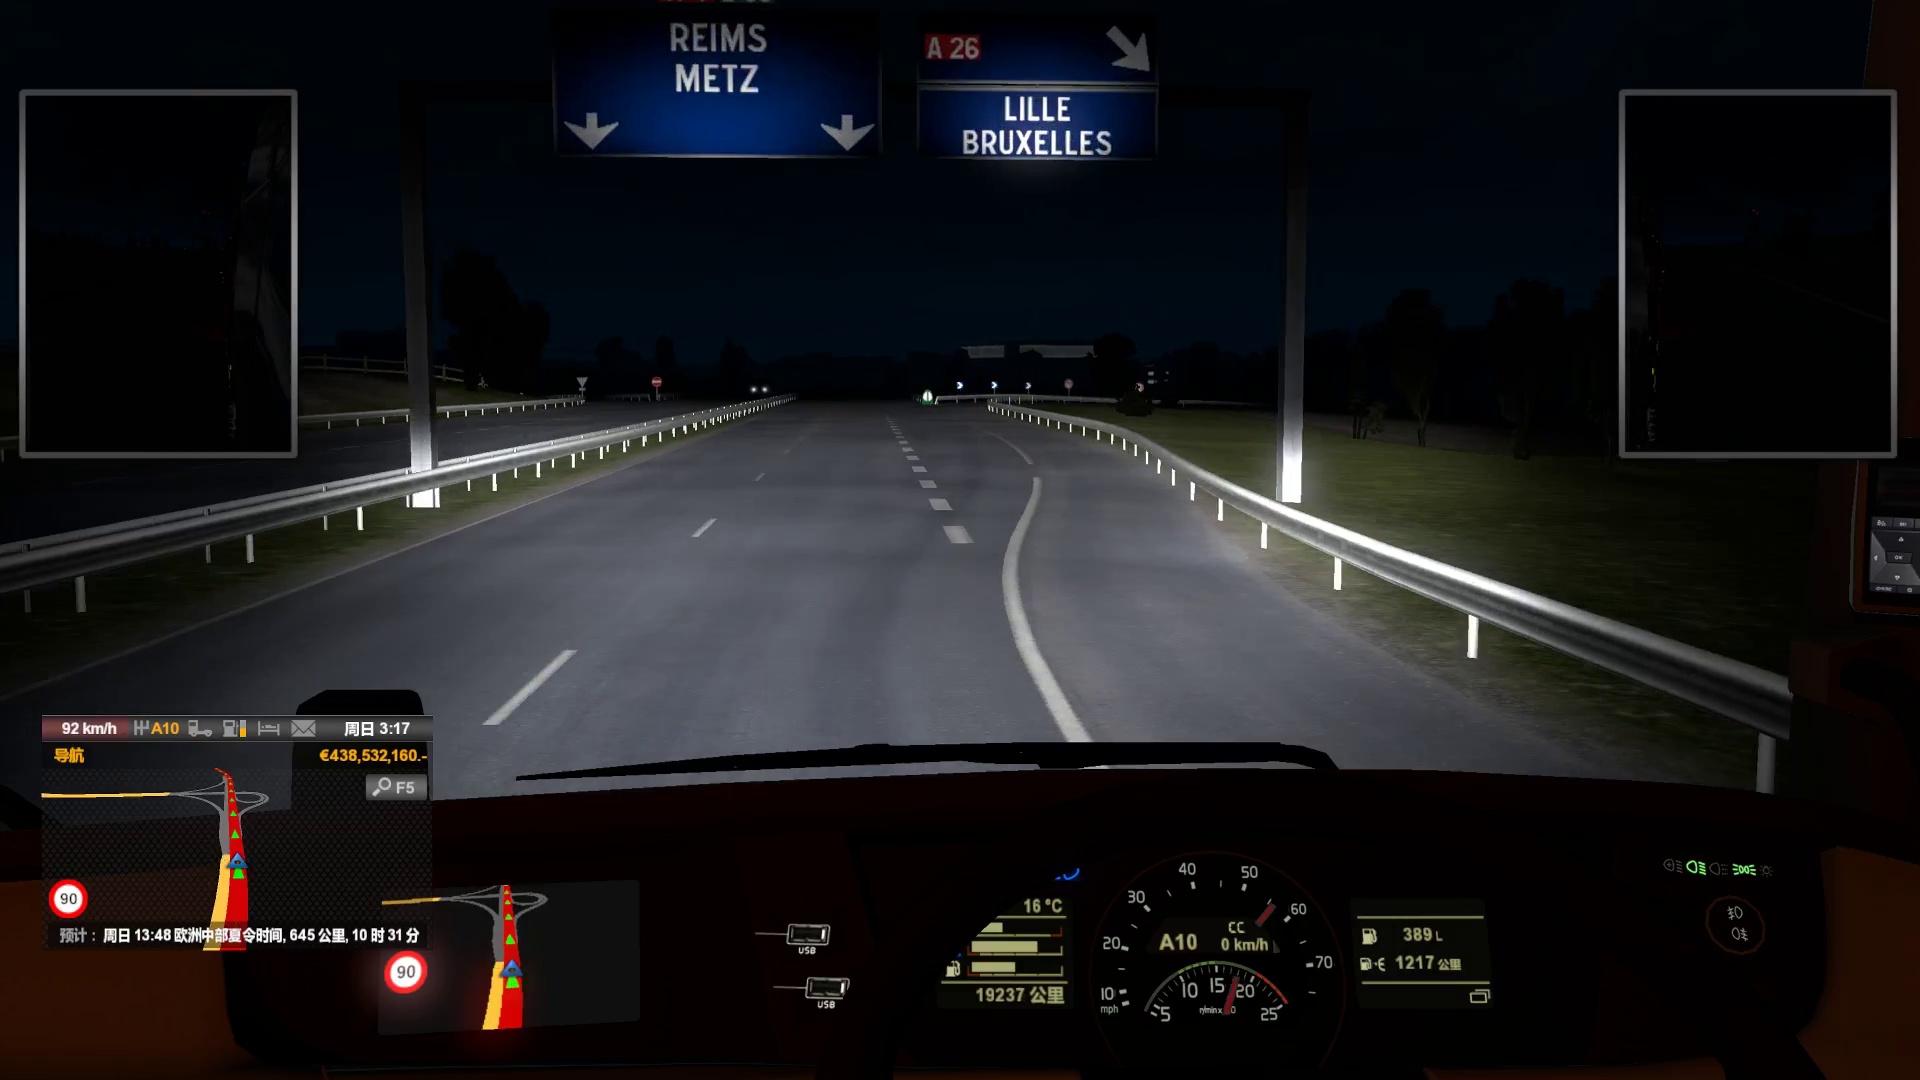 REIMS
METZ
A 26
LILLE
BRUXELLES
92 km/h
A10
周日 3:17
导航
€438,532,160.-
F5
90
预计： 周日 13:48 欧洲中部夏令时间, 645 公里, 10 时 31 分
90
USB
USB
16 °C
19237 公里
10
20
30
40
50
60
70
mph
A10
CC
0 km/h
5
10
15
20
25
389 L
1217 公里
OK